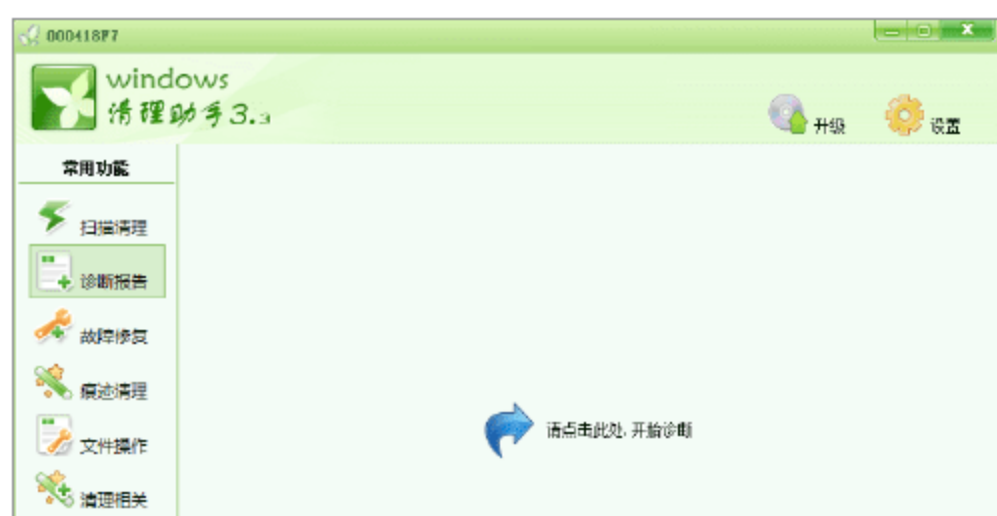 000418F7
windows
清理助手3.3
升级
设置
常用功能
扫描清理
诊断报告
故障修复
痕迹清理
文件操作
清理相关
请点击此处,开始诊断